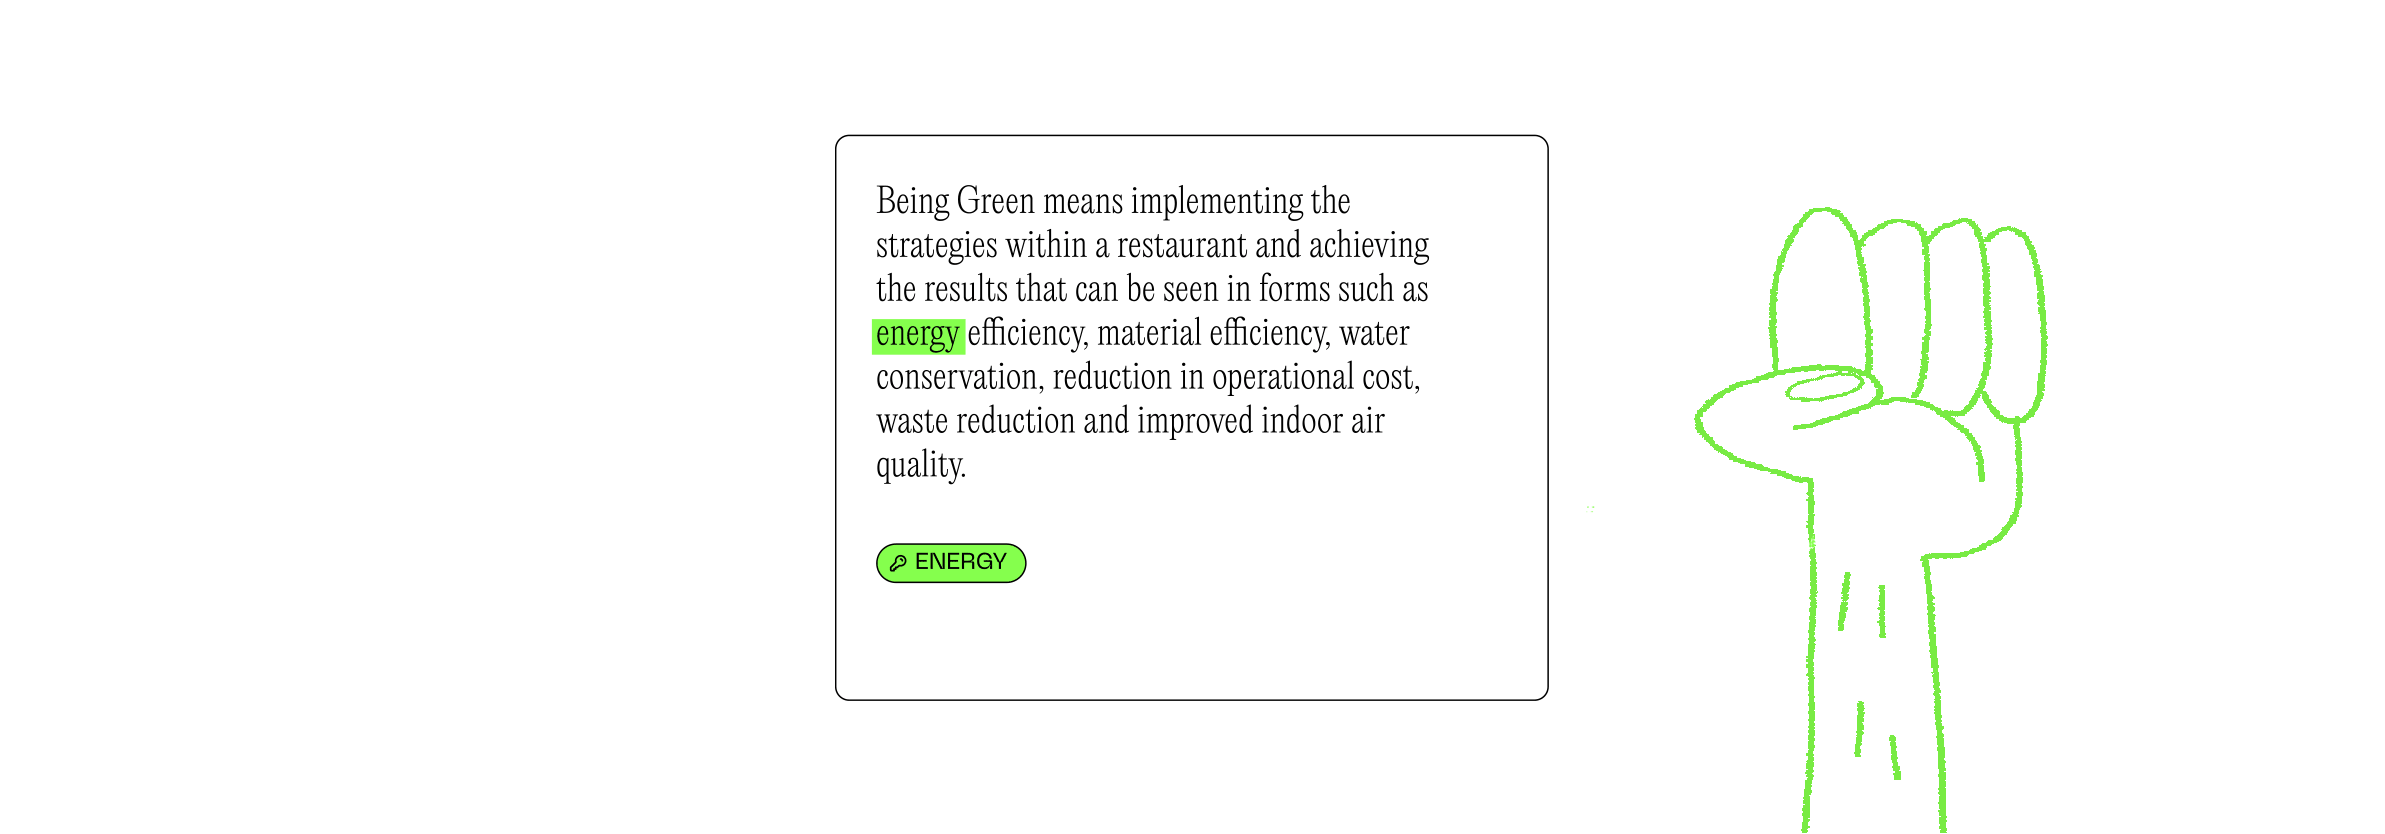 Being Green means implementing the
strategies within a restaurant and achieving
the results that can be seen in forms such as
energy efficiency, material efficiency, water
conservation, reduction in operational cost,
waste reduction and improved indoor air
quality.
ENERGY